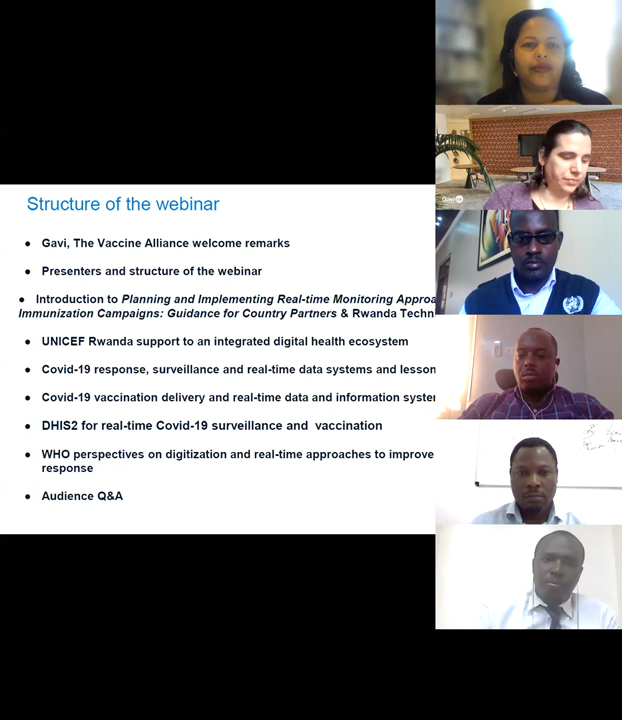 Structure of the webinar
● Gavi, The Vaccine Alliance welcome remarks
● Presenters and structure of the webinar
● Introduction to Planning and Implementing Real-time Monitoring Approa
Immunization Campaigns: Guidance for Country Partners & Rwanda Techn
● UNICEF Rwanda support to an integrated digital health ecosystem
● Covid-19 response, surveillance and real-time data systems and lesson
● Covid-19 vaccination delivery and real-time data and information syste
● DHIS2 for real-time Covid-19 surveillance and vaccination
● WHO perspectives on digitization and real-time approaches to improve
response
● Audience Q&A
Gavi